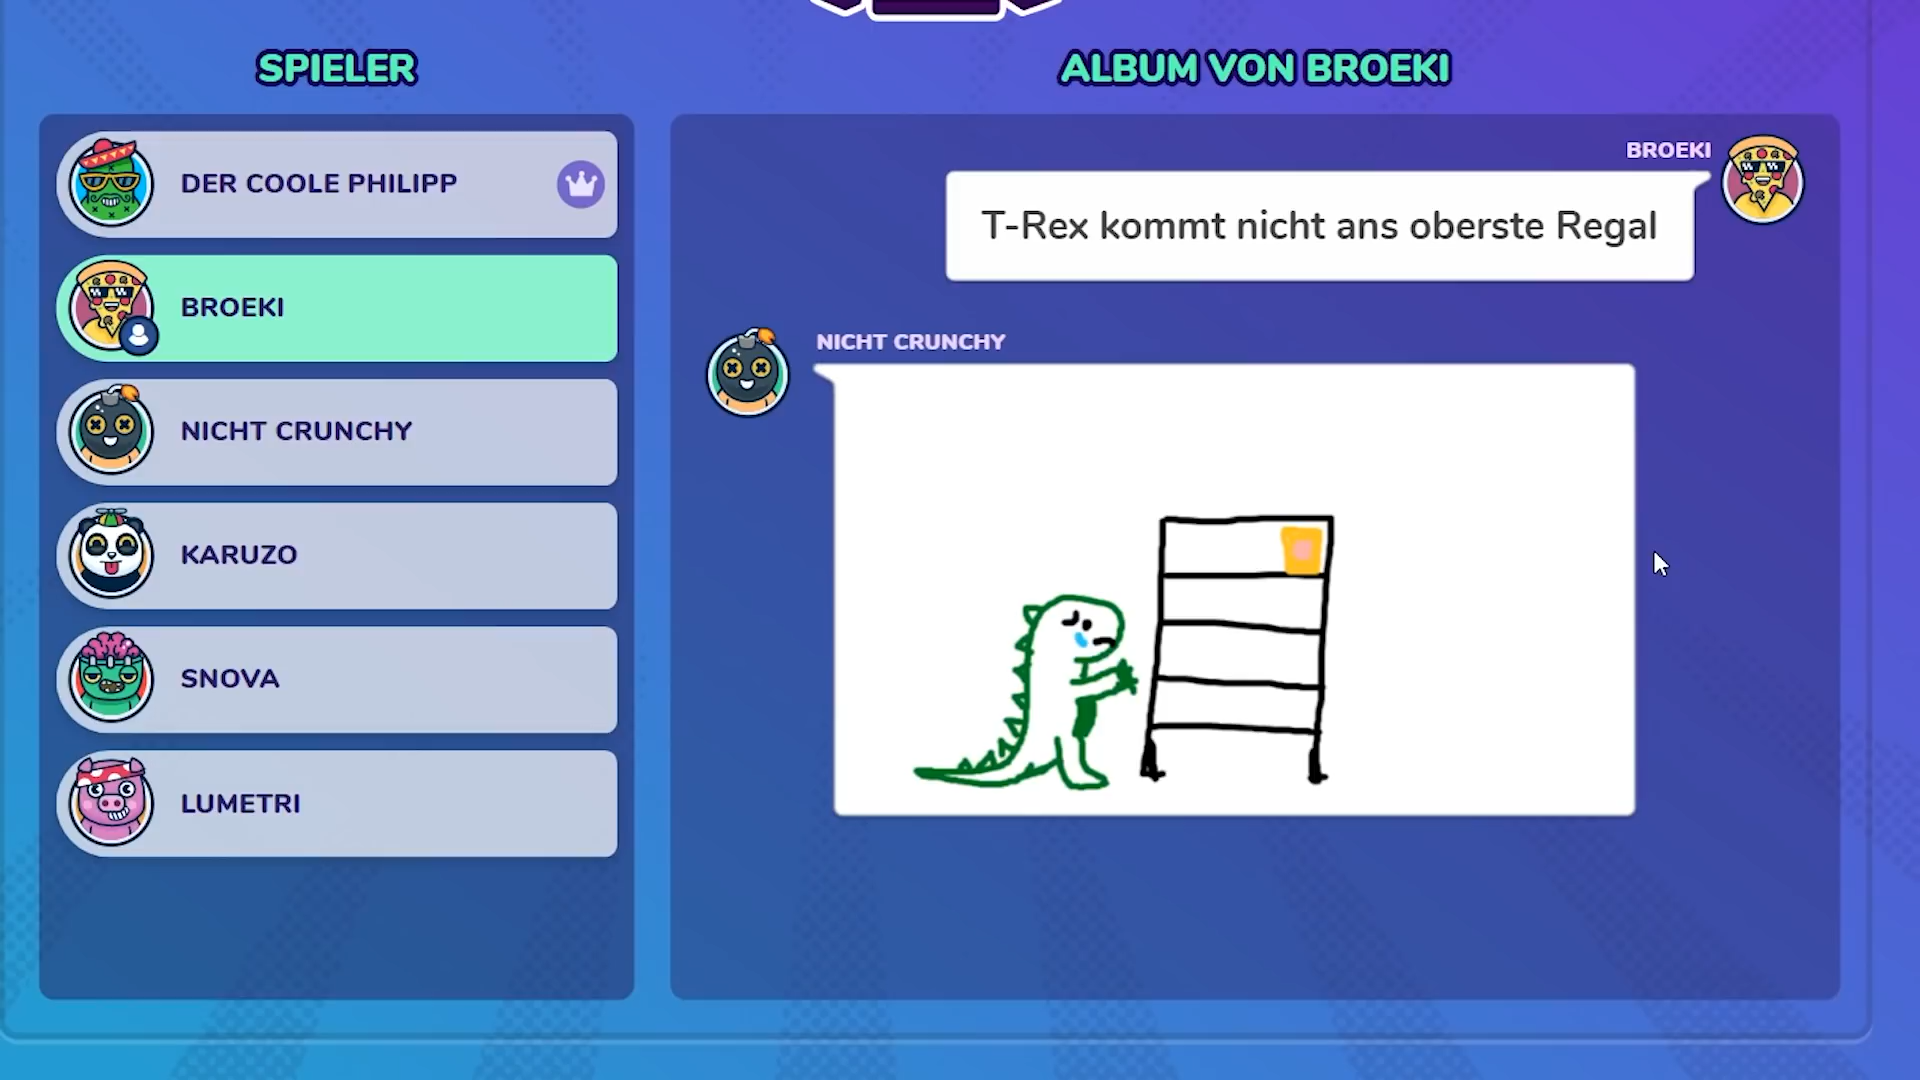 SPIELER
DER COOLE PHILIPP
BROEKI
NICHT CRUNCHY
KARUZO
SNOVA
LUMETRI
ALBUM VON BROEKI
BROEKI
T-Rex kommt nicht ans oberste Regal
NICHT CRUNCHY